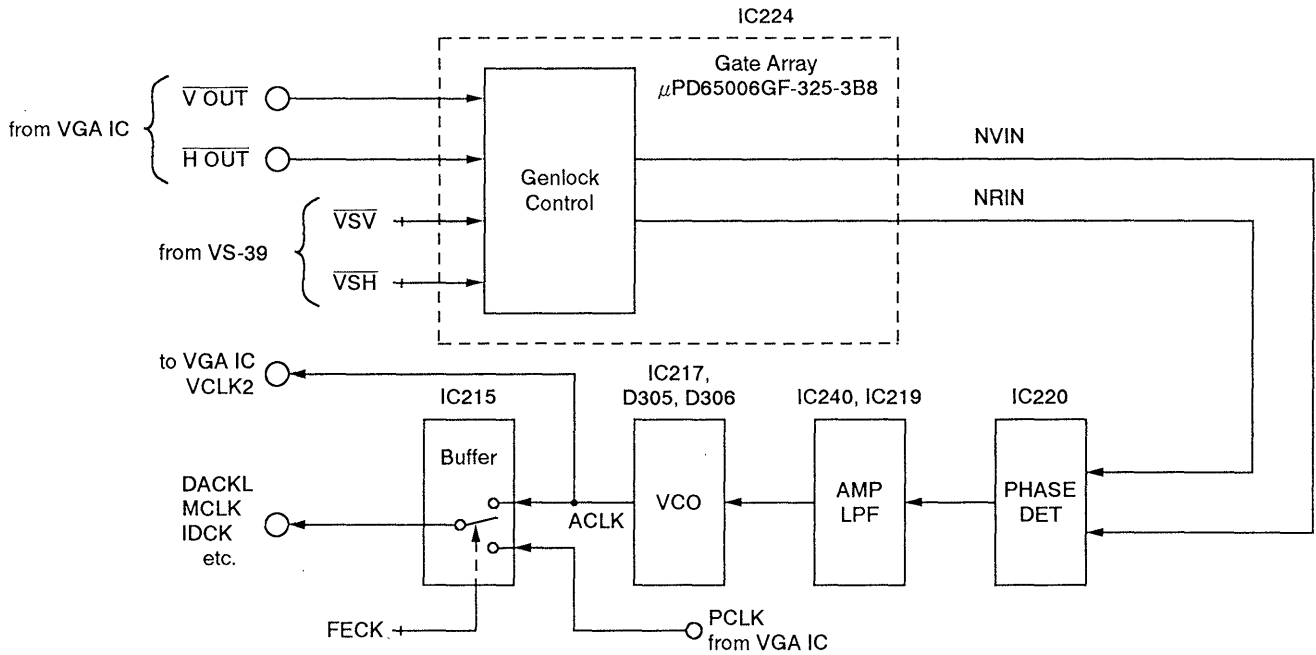 IC224
Gate Array
μPD65006GF-325-3B8
from VGA IC
V OUT
H OUT
Genlock
Control
NVIN
NRIN
from VS-39
VSV
VSH
to VGA IC
VCLK2
IC215
IC217,
D305, D306
IC240, IC219
IC220
Buffer
DACKL
MCLK
IDCK
etc.
ACLK
VCO
AMP
LPF
PHASE
DET
FECK
PCLK
from VGA IC